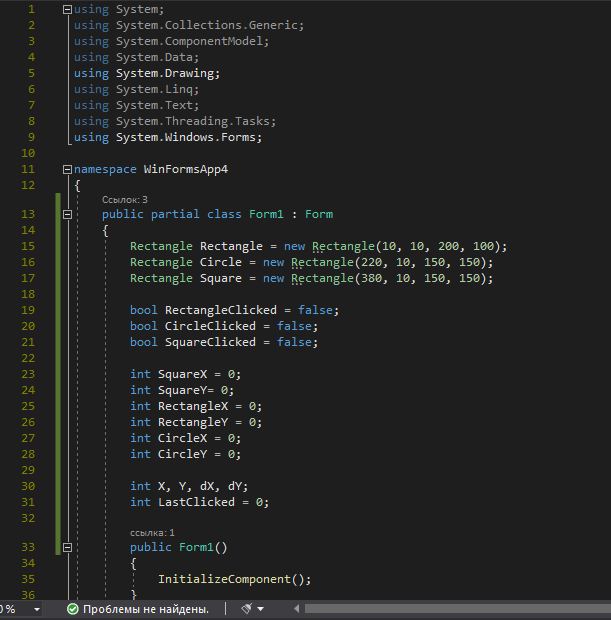 1 using System;
2 using System.Collections.Generic;
3 using System.ComponentModel;
4 using System.Data;
5 using System.Drawing;
6 using System.Linq;
7 using System.Text;
8 using System.Threading.Tasks;
9 using System.Windows.Forms;
10
11 namespace WinFormsApp4
12 {
Ссылок: 3
13 public partial class Form1 : Form
14 {
15 Rectangle Rectangle = new Rectangle(10, 10, 200, 100);
16 Rectangle Circle = new Rectangle(220, 10, 150, 150);
17 Rectangle Square = new Rectangle(380, 10, 150, 150);
18
19 bool RectangleClicked = false;
20 bool CircleClicked = false;
21 bool SquareClicked = false;
22
23 int SquareX = 0;
24 int SquareY= 0;
25 int RectangleX = 0;
26 int RectangleY = 0;
27 int CircleX = 0;
28 int CircleY = 0;
29
30 int X, Y, dX, dY;
31 int LastClicked = 0;
32
ссылка: 1
33 public Form1()
34 {
35 InitializeComponent();
36 }
0 % Проблемы не найдены.